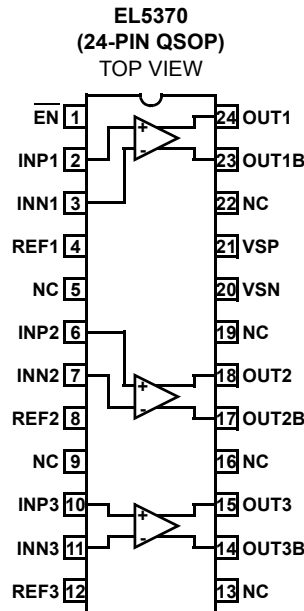 EL5370
(24-PIN QSOP)
TOP VIEW
EN 1
24 OUT1
INP1 2
+
-
23 OUT1B
INN1 3
22 NC
REF1 4
21 VSP
NC 5
20 VSN
INP2 6
19 NC
INN2 7
+
-
18 OUT2
REF2 8
17 OUT2B
NC 9
16 NC
INP3 10
+
-
15 OUT3
INN3 11
14 OUT3B
REF3 12
13 NC